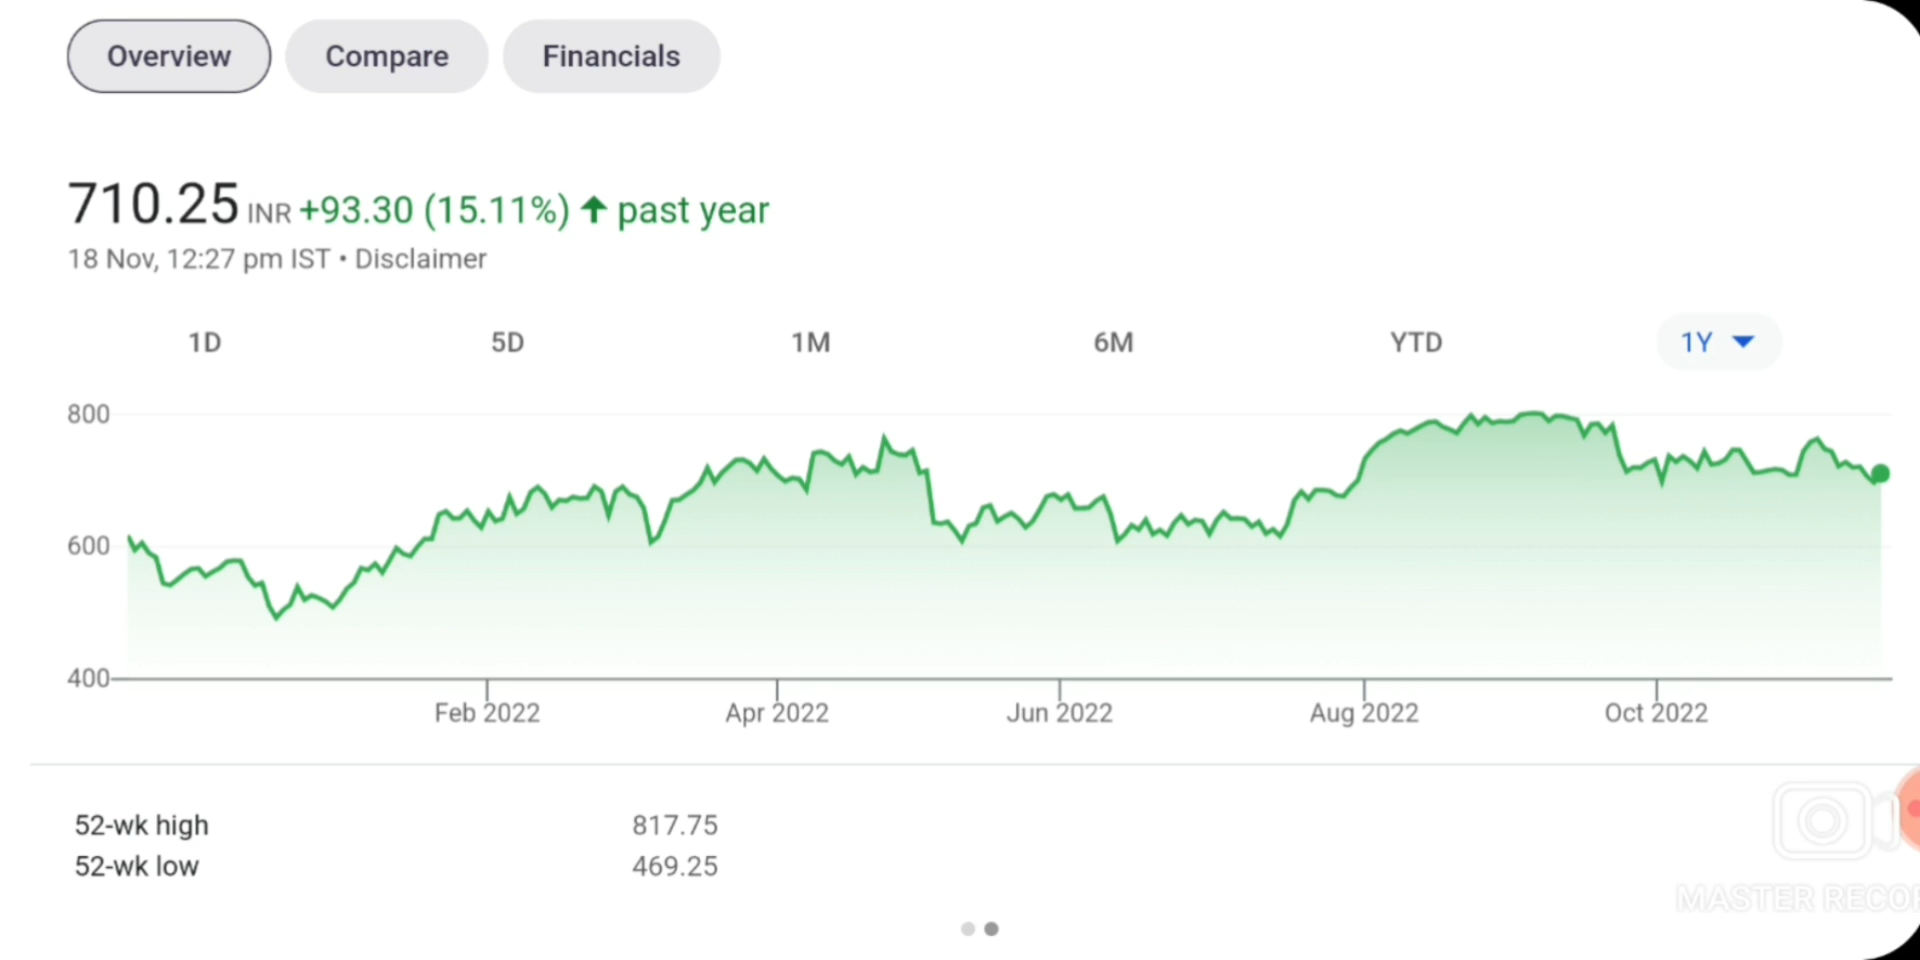 Overview Compare Financials
710.25 INR +93.30 (15.11%) ↑ past year
18 Nov, 12:27 pm IST • Disclaimer
1D 5D 1M 6M YTD 1Y
800
600
400
Feb 2022 Apr 2022 Jun 2022 Aug 2022 Oct 2022
52-wk high 817.75
52-wk low 469.25
MASTER